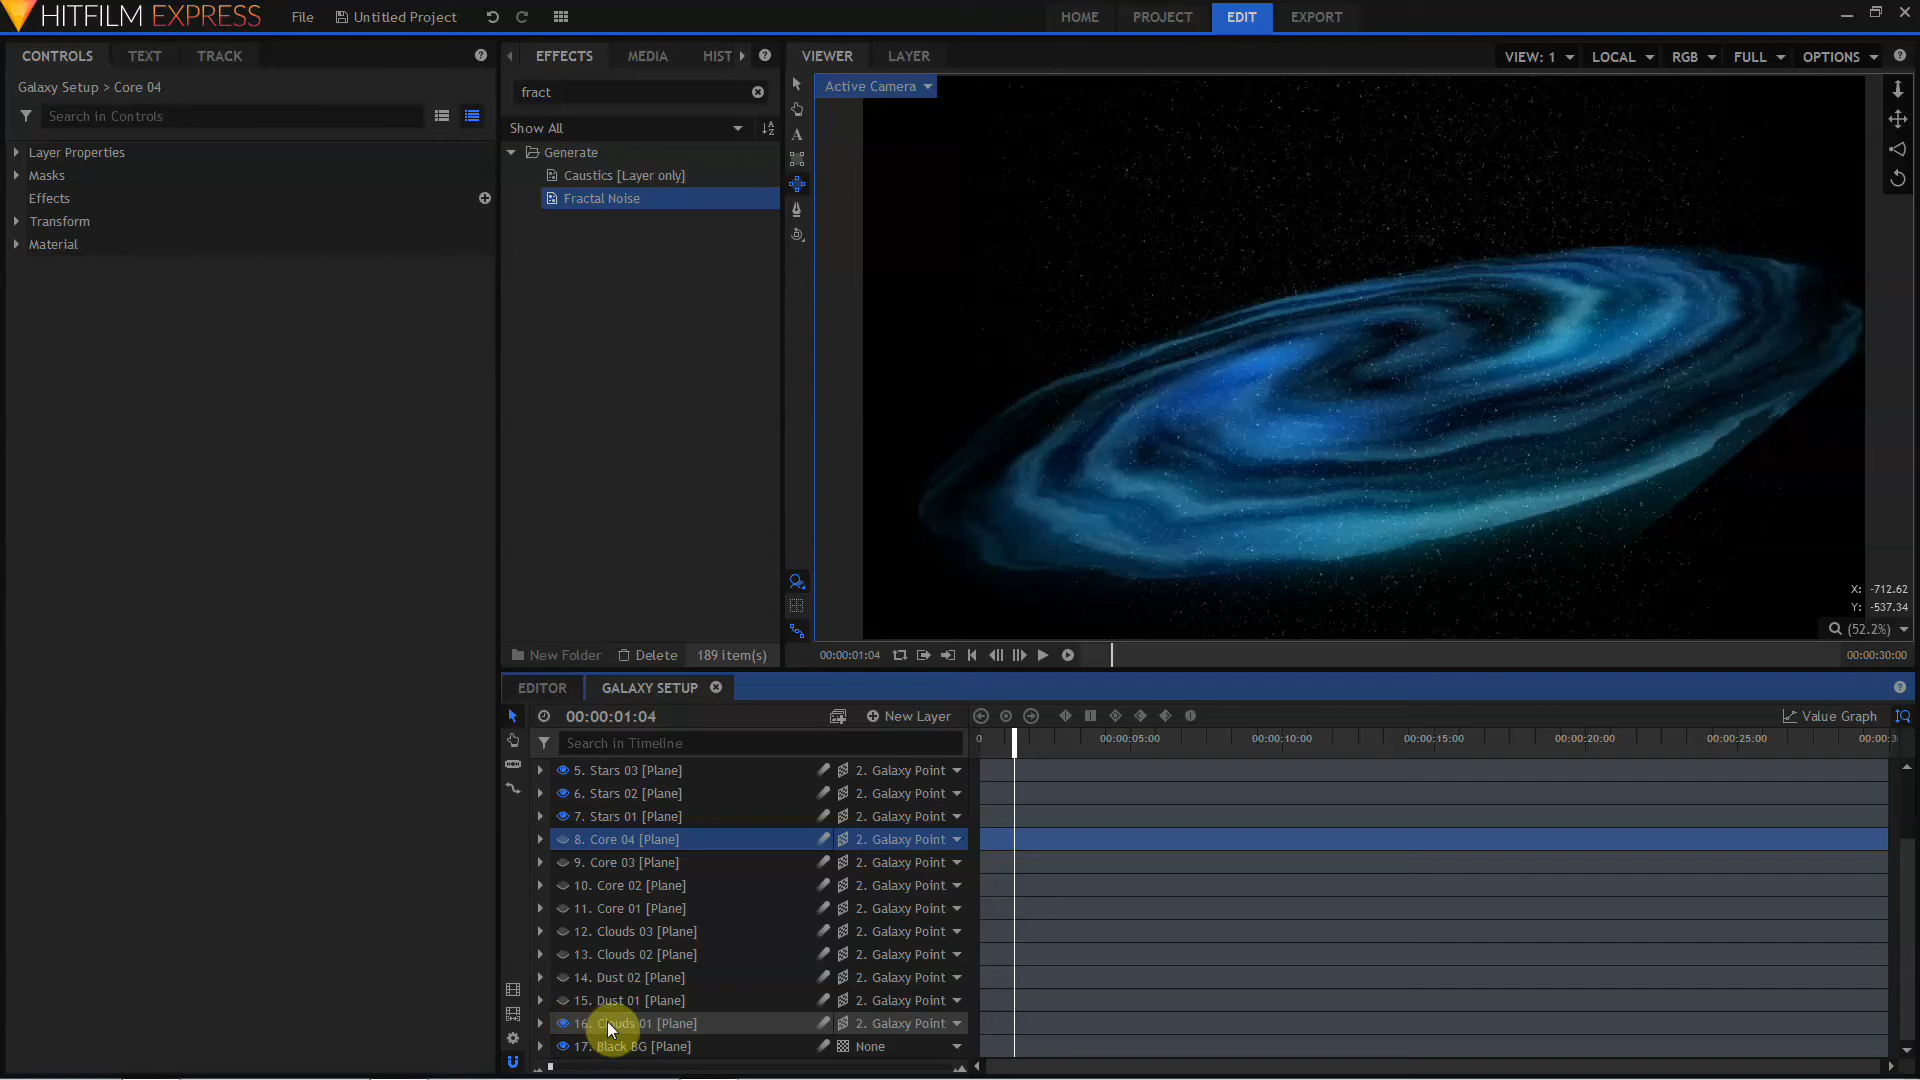 HITFILM EXPRESS File Untitled Project HOME PROJECT EDIT EXPORT
CONTROLS TEXT TRACK EFFECTS MEDIA HIST VIEWER LAYER VIEW: 1 LOCAL RGB FULL OPTIONS
Galaxy Setup > Core 04
Search in Controls
Layer Properties
Masks
Effects
Transform
Material
fract
Show All
Generate
Caustics [Layer only]
Fractal Noise
New Folder Delete 189 item(s)
Active Camera
X: -712.62
Y: -537.34
(52.2%)
00:00:01:04 00:00:30:00
EDITOR GALAXY SETUP
00:00:01:04 New Layer Value Graph
Search in Timeline 0 00:00:05:00 00:00:10:00 00:00:15:00 00:00:20:00 00:00:25:00
5. Stars 03 [Plane] 2. Galaxy Point
6. Stars 02 [Plane] 2. Galaxy Point
7. Stars 01 [Plane] 2. Galaxy Point
8. Core 04 [Plane] 2. Galaxy Point
9. Core 03 [Plane] 2. Galaxy Point
10. Core 02 [Plane] 2. Galaxy Point
11. Core 01 [Plane] 2. Galaxy Point
12. Clouds 03 [Plane] 2. Galaxy Point
13. Clouds 02 [Plane] 2. Galaxy Point
14. Dust 02 [Plane] 2. Galaxy Point
15. Dust 01 [Plane] 2. Galaxy Point
16. Clouds 01 [Plane] 2. Galaxy Point
17. Black BG [Plane] None